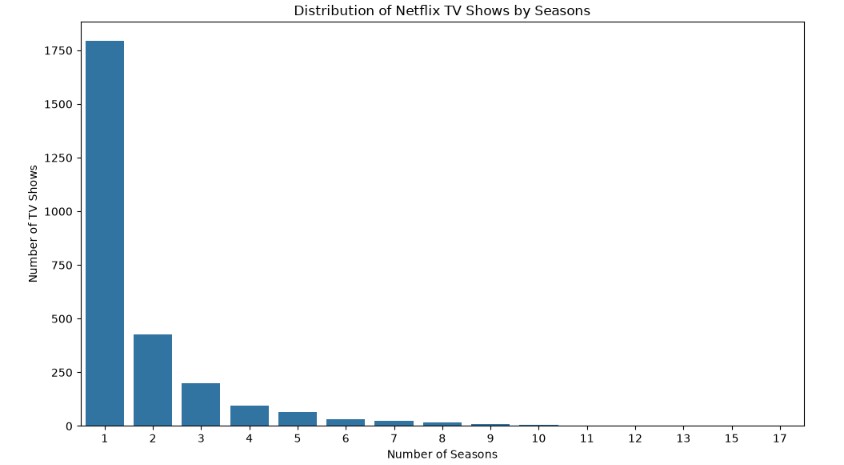 Distribution of Netflix TV Shows by Seasons
1750
1500
1250
1000
750
500
250
0
Number of TV Shows
1 2 3 4 5 6 7 8 9 10 11 12 13 15 17
Number of Seasons